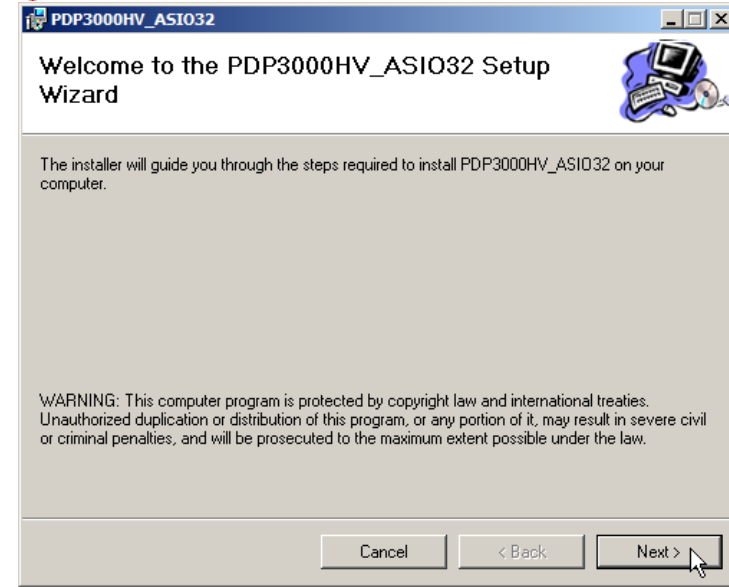 PDP3000HV_ASIO32
Welcome to the PDP3000HV_ASIO32 Setup
Wizard
The installer will guide you through the steps required to install PDP3000HV_ASIO32 on your
computer.
WARNING: This computer program is protected by copyright law and international treaties.
Unauthorized duplication or distribution of this program, or any portion of it, may result in severe civil
or criminal penalties, and will be prosecuted to the maximum extent possible under the law.
Cancel
< Back
Next >